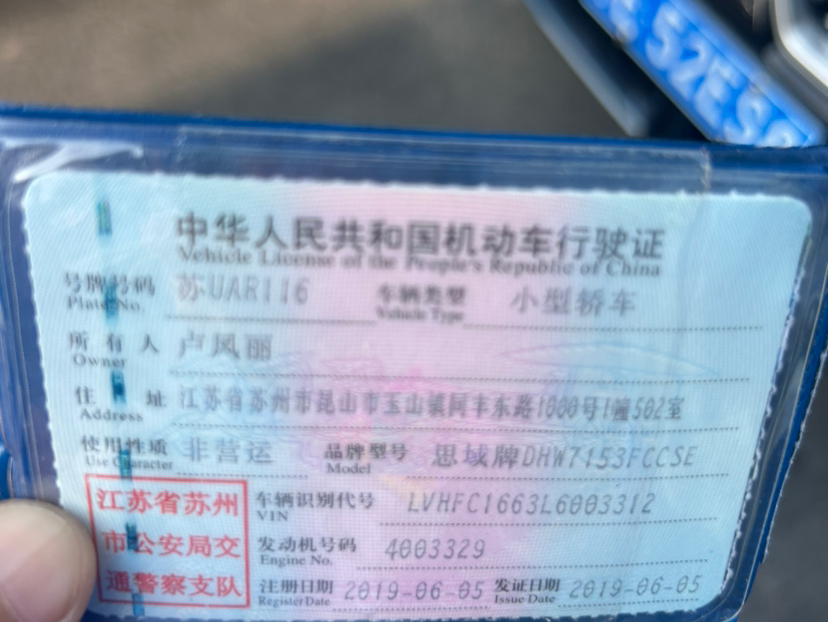 52E
中华人民共和国机动车行驶证
Vehicle License of the People's Republic of China
号牌号码 苏UAR116 车辆类型 小型轿车
Plate No. Vehicle Type
所有人 卢凤丽
Owner
住址 江苏省苏州市昆山市玉山镇同丰东路1000号1幢502室
Address
使用性质 非营运 品牌型号 思域牌DHW7153FCCSE
Use Character Model
江苏省苏州 车辆识别代号 LVHFC1663L6003312
VIN
市公安局交 发动机号码 4003329
Engine No.
通警察支队 注册日期 2019-06-05 发证日期 2019-06-05
Register Date Issue Date